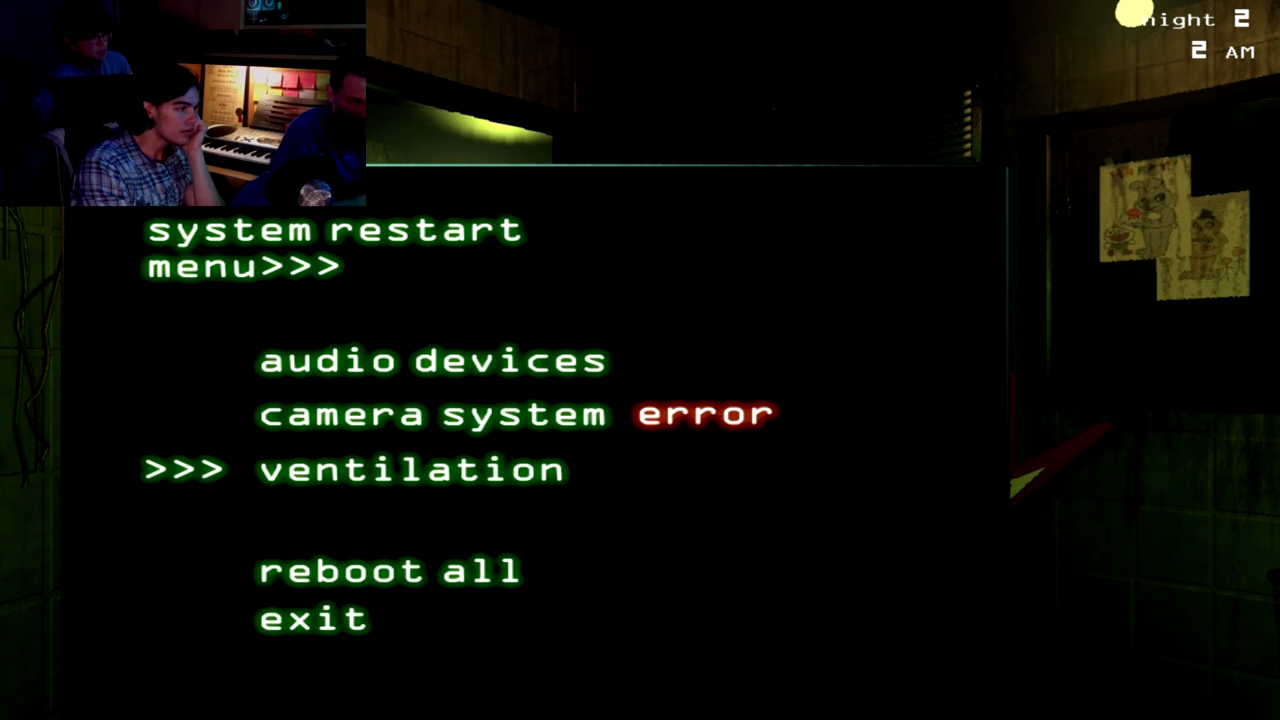 night 2
2 AM
system restart
menu>>>
audio devices
camera system error
>>> ventilation
reboot all
exit